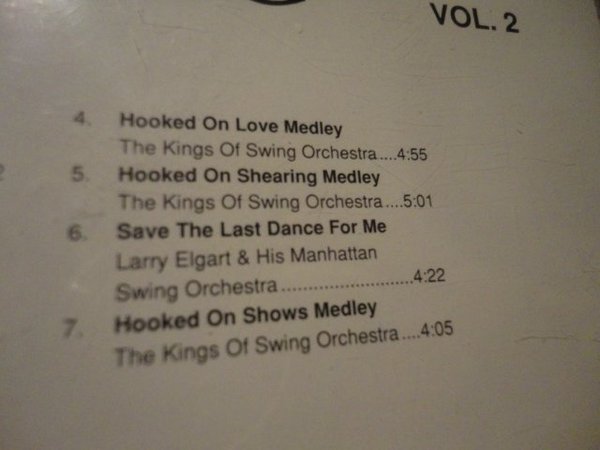 VOL. 2
4. Hooked On Love Medley
The Kings Of Swing Orchestra....4:55
5. Hooked On Shearing Medley
The Kings Of Swing Orchestra....5:01
6. Save The Last Dance For Me
Larry Elgart & His Manhattan
Swing Orchestra...........................4:22
7. Hooked On Shows Medley
The Kings Of Swing Orchestra....4:05